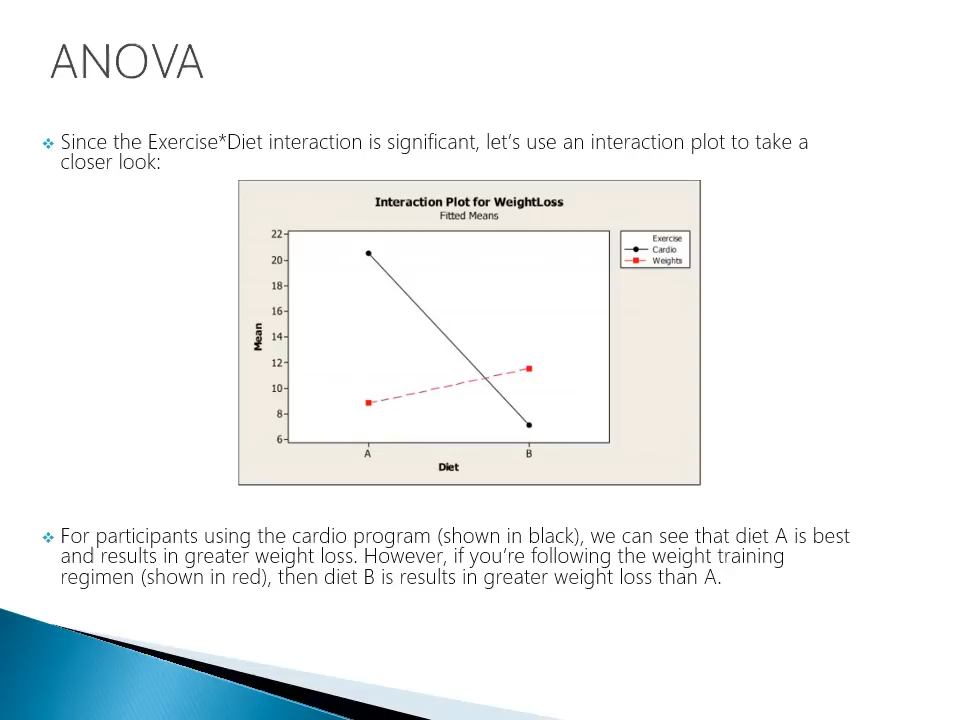 ANOVA
❖ Since the Exercise*Diet interaction is significant, let’s use an interaction plot to take a
closer look:
Interaction Plot for WeightLoss
Fitted Means
22
20
18
16
14
12
10
8
6
Mean
A
B
Diet
Exercise
Cardio
Weights
❖ For participants using the cardio program (shown in black), we can see that diet A is best
and results in greater weight loss. However, if you’re following the weight training
regimen (shown in red), then diet B is results in greater weight loss than A.